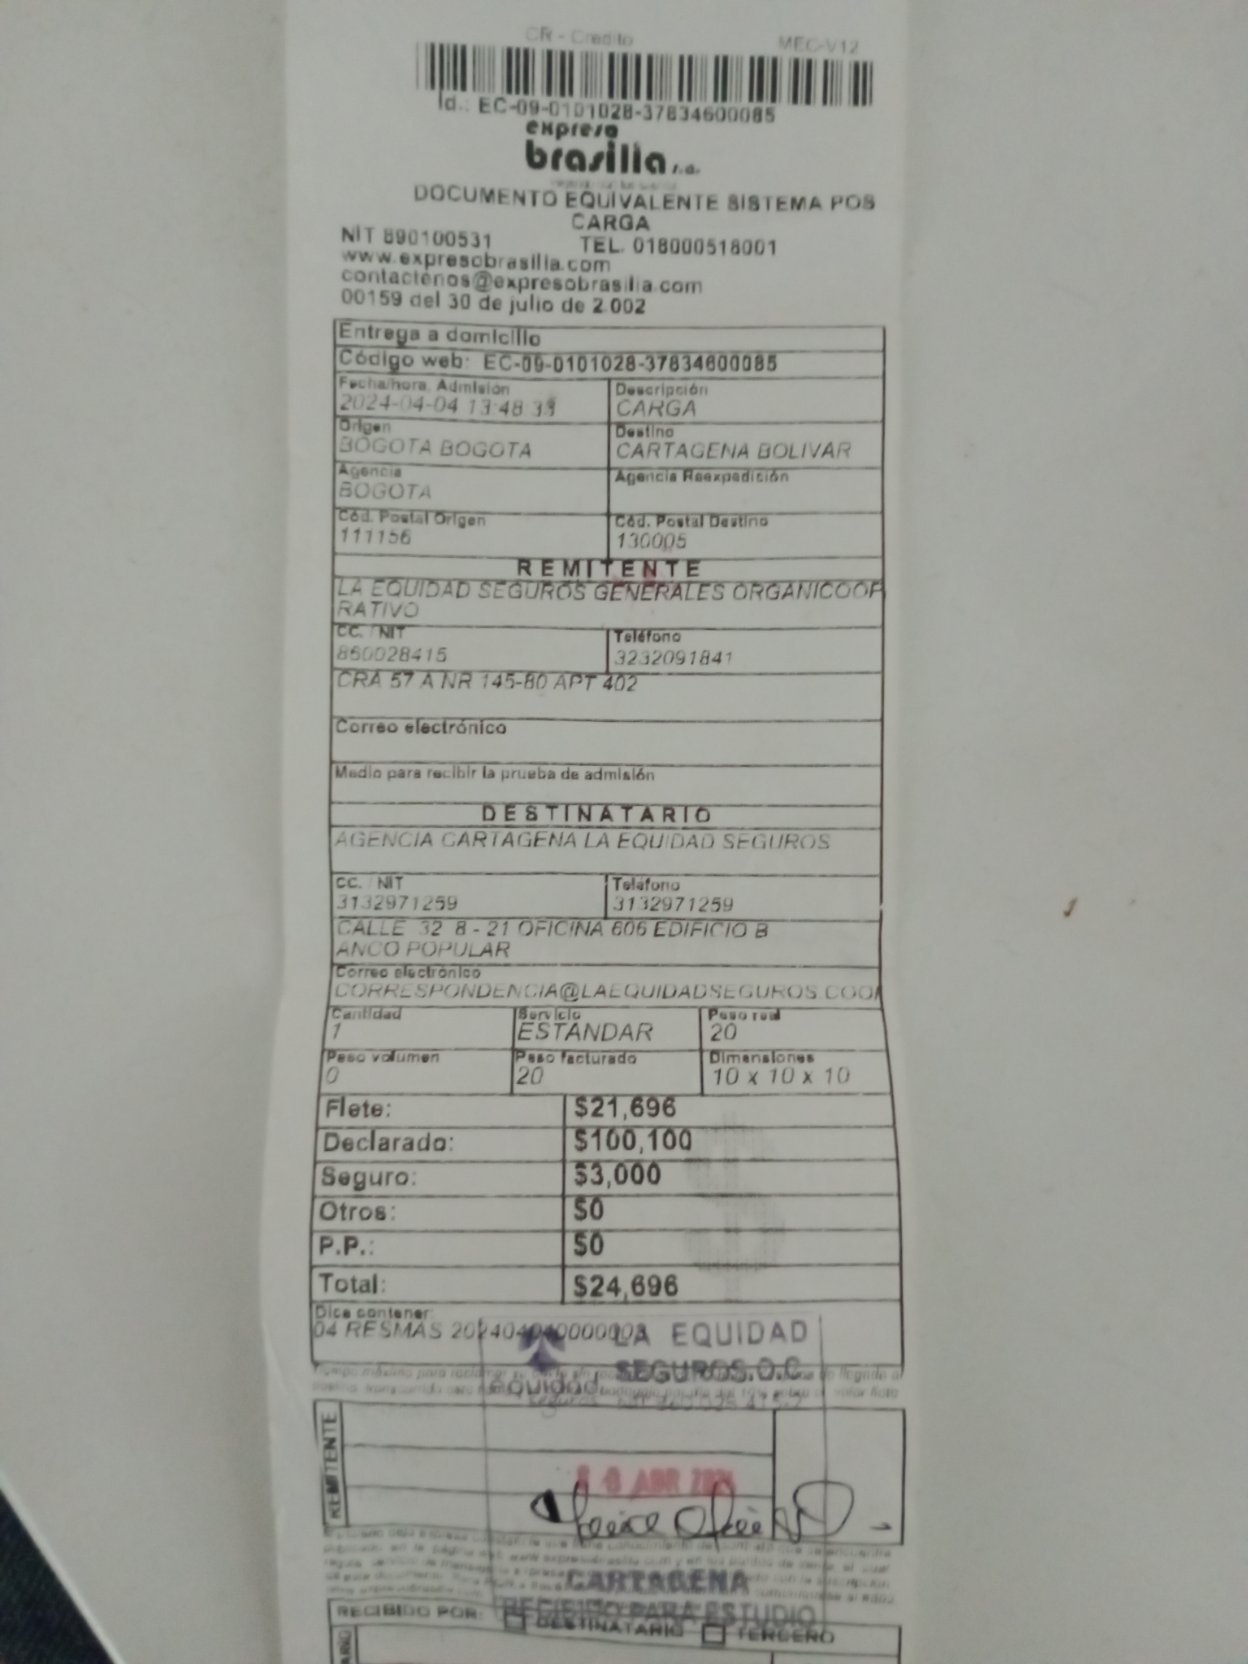 CR - Credito MEC-V12
Id.: EC-09-0101028-37834600085
expreso
brasilia s.a.
DOCUMENTO EQUIVALENTE SISTEMA POS
CARGA
NIT 890100531 TEL. 018000518001
www.expresobrasilia.com
contactenos@expresobrasilia.com
00159 del 30 de julio de 2.002
Entrega a domicilio
Código web: EC-09-0101028-37834600085
Fecha/hora. Admisión Descripción
2024-04-04 13:48:33 CARGA
Origen Destino
BOGOTA BOGOTA CARTAGENA BOLIVAR
Agencia Agencia Reexpedición
BOGOTA
Cód. Postal Origen Cód. Postal Destino
111156 130005
REMITENTE
LA EQUIDAD SEGUROS GENERALES ORGANICOOP
RATIVO
CC. / NIT Teléfono
860028415 3232091841
CRA 57 A NR 145-80 APT 402
Correo electrónico
Medio para recibir la prueba de admisión
DESTINATARIO
AGENCIA CARTAGENA LA EQUIDAD SEGUROS
CC. / NIT Teléfono
3132971259 3132971259
CALLE 32 8 - 21 OFICINA 606 EDIFICIO B
ANCO POPULAR
Correo electrónico
CORRESPONDENCIA@LAEQUIDADSEGUROS.COO
Cantidad Servicio Peso real
1 ESTANDAR 20
Peso volumen Peso facturado Dimensiones
0 20 10 x 10 x 10
Flete: $21,696
Declarado: $100,100
Seguro: $3,000
Otros: $0
P.P.: $0
Total: $24,696
Dice contener:
04 RESMAS
LA EQUIDAD
SEGUROS.O.C
equidad
seguros
REMITENTE
ABR
CARTAGENA
RECIBIDO PARA ESTUDIO
RECIBIDO POR: DESTINATARIO TERCERO